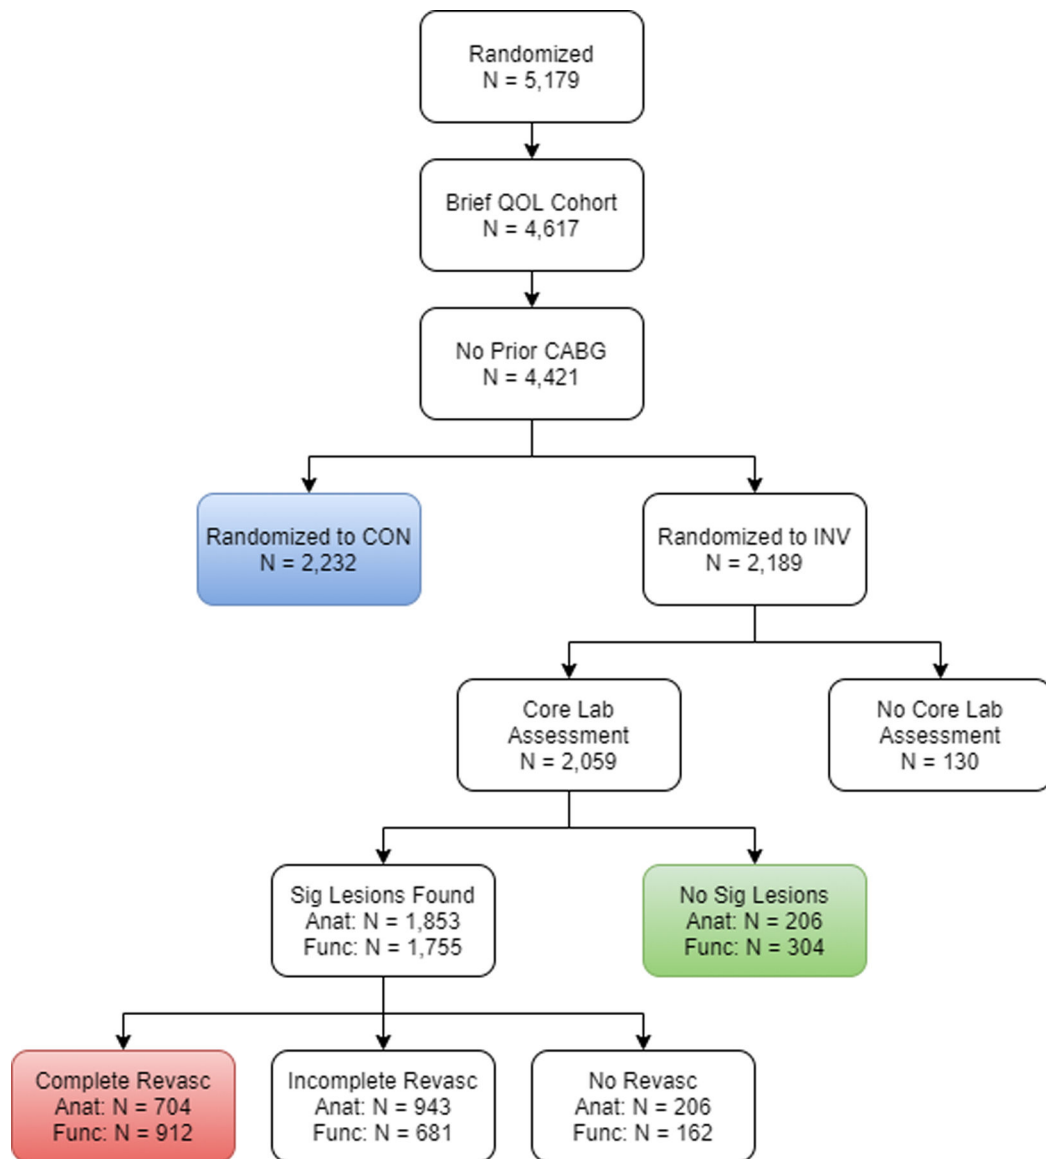 Randomized
N = 5,179
Brief QOL Cohort
N = 4,617
No Prior CABG
N = 4,421
Randomized to CON
N = 2,232
Randomized to INV
N = 2,189
Core Lab
Assessment
N = 2,059
No Core Lab
Assessment
N = 130
Sig Lesions Found
Anat: N = 1,853
Func: N = 1,755
No Sig Lesions
Anat: N = 206
Func: N = 304
Complete Revasc
Anat: N = 704
Func: N = 912
Incomplete Revasc
Anat: N = 943
Func: N = 681
No Revasc
Anat: N = 206
Func: N = 162